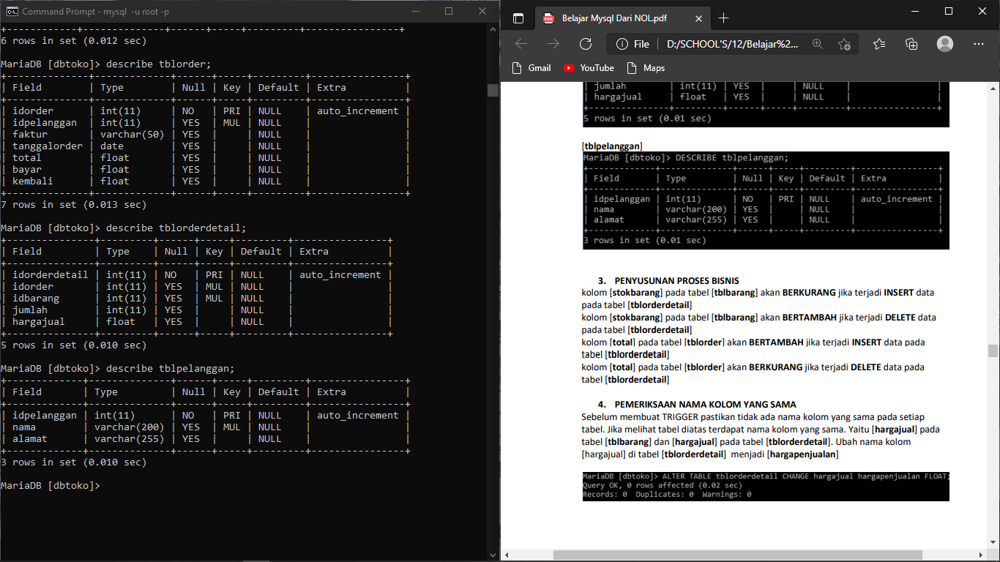 Command Prompt - mysql -u root -p
+------------+--------------+------+-----+---------+----------------+
6 rows in set (0.012 sec)
MariaDB [dbtoko]> describe tblorder;
+--------------+-------------+------+-----+---------+----------------+
| Field        | Type        | Null | Key | Default | Extra          |
+--------------+-------------+------+-----+---------+----------------+
| idorder      | int(11)     | NO   | PRI | NULL    | auto_increment |
| idpelanggan  | int(11)     | YES  | MUL | NULL    |                |
| faktur       | varchar(50) | YES  |     | NULL    |                |
| tanggalorder | date        | YES  |     | NULL    |                |
| total        | float       | YES  |     | NULL    |                |
| bayar        | float       | YES  |     | NULL    |                |
| kembali      | float       | YES  |     | NULL    |                |
+--------------+-------------+------+-----+---------+----------------+
7 rows in set (0.013 sec)
MariaDB [dbtoko]> describe tblorderdetail;
+---------------+---------+------+-----+---------+----------------+
| Field         | Type    | Null | Key | Default | Extra          |
+---------------+---------+------+-----+---------+----------------+
| idorderdetail | int(11) | NO   | PRI | NULL    | auto_increment |
| idorder       | int(11) | YES  | MUL | NULL    |                |
| idbarang      | int(11) | YES  | MUL | NULL    |                |
| jumlah        | int(11) | YES  |     | NULL    |                |
| hargajual     | float   | YES  |     | NULL    |                |
+---------------+---------+------+-----+---------+----------------+
5 rows in set (0.010 sec)
MariaDB [dbtoko]> describe tblpelanggan;
+-------------+--------------+------+-----+---------+----------------+
| Field       | Type         | Null | Key | Default | Extra          |
+-------------+--------------+------+-----+---------+----------------+
| idpelanggan | int(11)      | NO   | PRI | NULL    | auto_increment |
| nama        | varchar(200) | YES  | MUL | NULL    |                |
| alamat      | varchar(255) | YES  |     | NULL    |                |
+-------------+--------------+------+-----+---------+----------------+
3 rows in set (0.010 sec)
MariaDB [dbtoko]>
Belajar Mysql Dari NOL.pdf
File | D:/SCHOOL'S/12/Belajar%2...
Gmail YouTube Maps
| jumlah        | int(11) | YES  |     | NULL    |                |
| hargajual     | float   | YES  |     | NULL    |                |
+---------------+---------+------+-----+---------+----------------+
5 rows in set (0.01 sec)
[tblpelanggan]
MariaDB [dbtoko]> DESCRIBE tblpelanggan;
+-------------+--------------+------+-----+---------+----------------+
| Field       | Type         | Null | Key | Default | Extra          |
+-------------+--------------+------+-----+---------+----------------+
| idpelanggan | int(11)      | NO   | PRI | NULL    | auto_increment |
| nama        | varchar(200) | YES  |     | NULL    |                |
| alamat      | varchar(255) | YES  |     | NULL    |                |
+-------------+--------------+------+-----+---------+----------------+
3 rows in set (0.01 sec)
3. PENYUSUNAN PROSES BISNIS
kolom [stokbarang] pada tabel [tblbarang] akan BERKURANG jika terjadi INSERT data
pada tabel [tblorderdetail]
kolom [stokbarang] pada tabel [tblbarang] akan BERTAMBAH jika terjadi DELETE data
pada tabel [tblorderdetail]
kolom [total] pada tabel [tblorder] akan BERTAMBAH jika terjadi INSERT data pada
tabel [tblorderdetail]
kolom [total] pada tabel [tblorder] akan BERKURANG jika terjadi DELETE data pada
tabel [tblorderdetail]
4. PEMERIKSAAN NAMA KOLOM YANG SAMA
Sebelum membuat TRIGGER pastikan tidak ada nama kolom yang sama pada setiap
tabel. Jika melihat tabel diatas terdapat nama kolom yang sama. Yaitu [hargajual] pada
tabel [tblbarang] dan [hargajual] pada tabel [tblorderdetail]. Ubah nama kolom
[hargajual] di tabel [tblorderdetail] menjadi [hargapenjualan]
MariaDB [dbtoko]> ALTER TABLE tblorderdetail CHANGE hargajual hargapenjualan FLOAT;
Query OK, 0 rows affected (0.02 sec)
Records: 0 Duplicates: 0 Warnings: 0